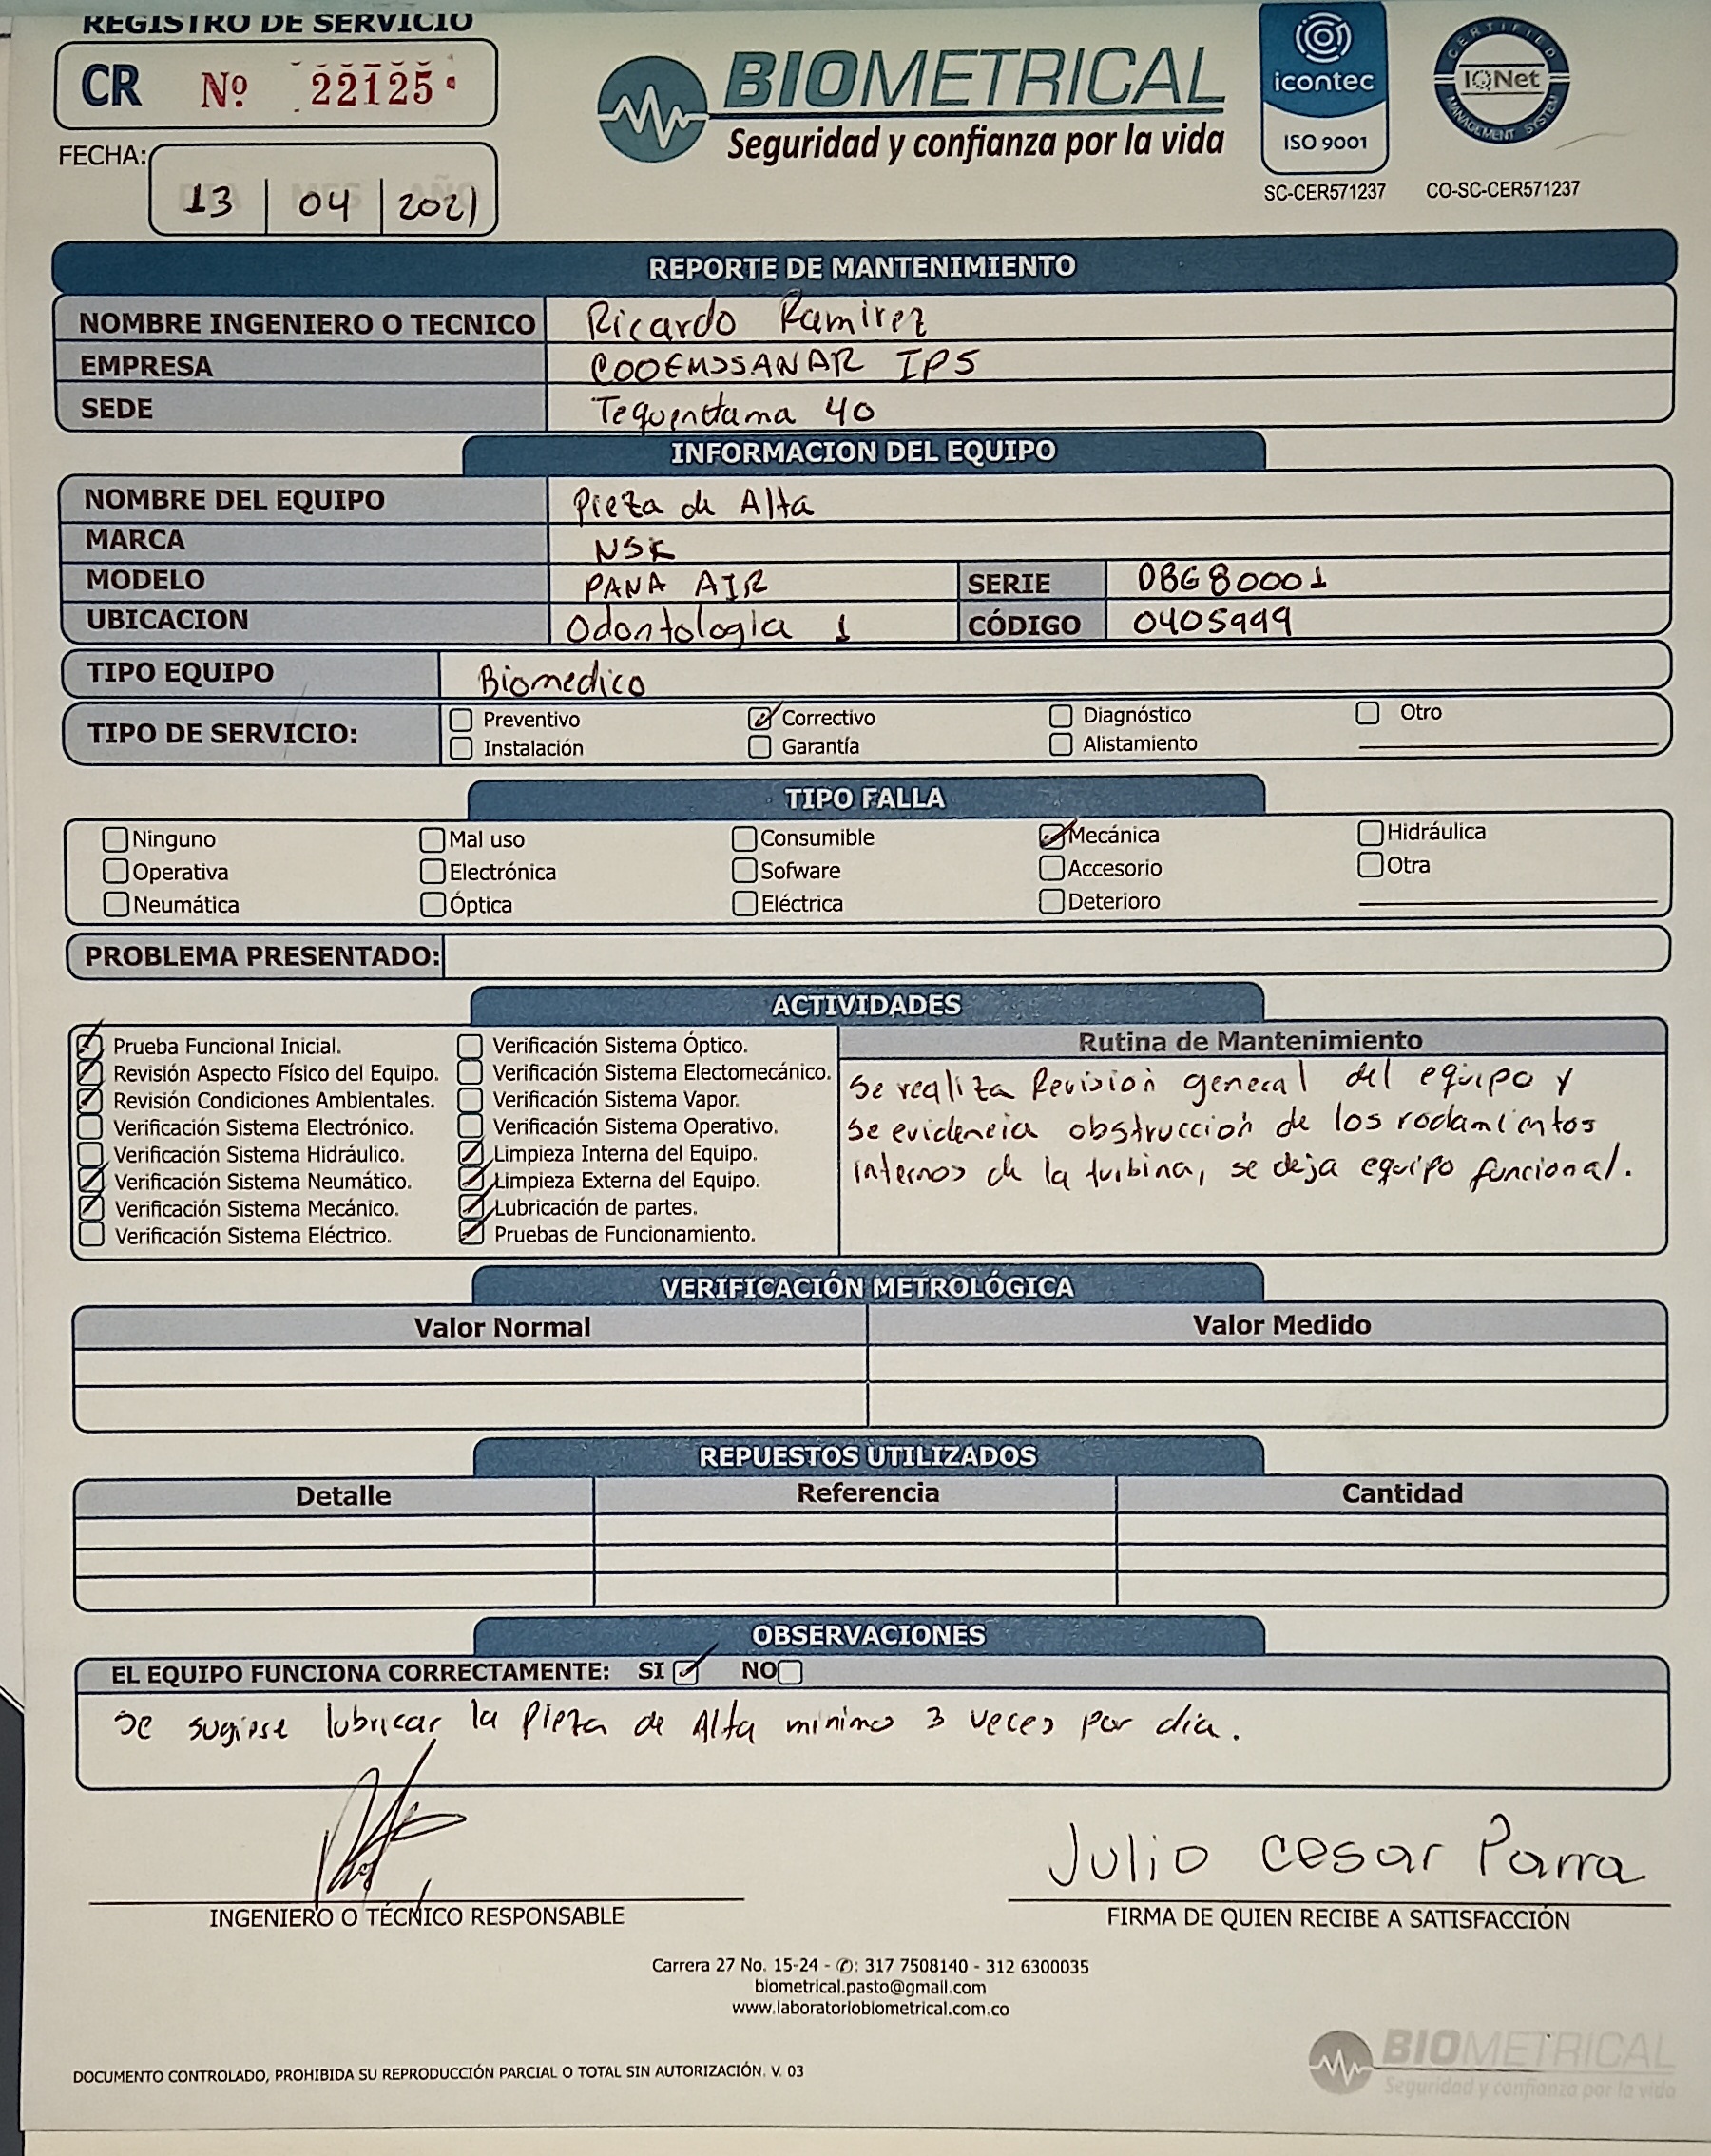 REGISTRO DE SERVICIO
CR Nº 22125
FECHA:
DIA MES AÑO
13 04 2021
BIOMETRICAL
Seguridad y confianza por la vida
icontec
ISO 9001
SC-CER571237
CERTIFIED
IQNet
MANAGEMENT SYSTEM
CO-SC-CER571237
REPORTE DE MANTENIMIENTO
NOMBRE INGENIERO O TECNICO Ricardo Ramirez
EMPRESA COOEMSSANAR IPS
SEDE Tequendama 40
INFORMACION DEL EQUIPO
NOMBRE DEL EQUIPO Pieza de Alta
MARCA NSK
MODELO PANA AIR SERIE 0BG80001
UBICACION Odontologia 1 CÓDIGO 0405999
TIPO EQUIPO Biomedico
TIPO DE SERVICIO:
Preventivo Correctivo Diagnóstico Otro
Instalación Garantía Alistamiento
TIPO FALLA
Ninguno Mal uso Consumible Mecánica Hidráulica
Operativa Electrónica Sofware Accesorio Otra
Neumática Óptica Eléctrica Deterioro
PROBLEMA PRESENTADO:
ACTIVIDADES
Prueba Funcional Inicial.
Revisión Aspecto Físico del Equipo.
Revisión Condiciones Ambientales.
Verificación Sistema Electrónico.
Verificación Sistema Hidráulico.
Verificación Sistema Neumático.
Verificación Sistema Mecánico.
Verificación Sistema Eléctrico.
Verificación Sistema Óptico.
Verificación Sistema Electomecánico.
Verificación Sistema Vapor.
Verificación Sistema Operativo.
Limpieza Interna del Equipo.
Limpieza Externa del Equipo.
Lubricación de partes.
Pruebas de Funcionamiento.
Rutina de Mantenimiento
Se realiza Revision general del equipo y
se evidencia obstrucción de los rodamientos
internos de la turbina, se deja equipo funcional.
VERIFICACIÓN METROLÓGICA
Valor Normal Valor Medido
REPUESTOS UTILIZADOS
Detalle Referencia Cantidad
OBSERVACIONES
EL EQUIPO FUNCIONA CORRECTAMENTE: SI NO
Se sugiere lubricar la Pieza de Alta minimo 3 veces por dia.
Julio Cesar Parra
INGENIERO O TÉCNICO RESPONSABLE FIRMA DE QUIEN RECIBE A SATISFACCIÓN
Carrera 27 No. 15-24 - ✆: 317 7508140 - 312 6300035
biometrical.pasto@gmail.com
www.laboratoriobiometrical.com.co
BIOMETRICAL
Seguridad y confianza por la vida
DOCUMENTO CONTROLADO, PROHIBIDA SU REPRODUCCIÓN PARCIAL O TOTAL SIN AUTORIZACIÓN. V. 03